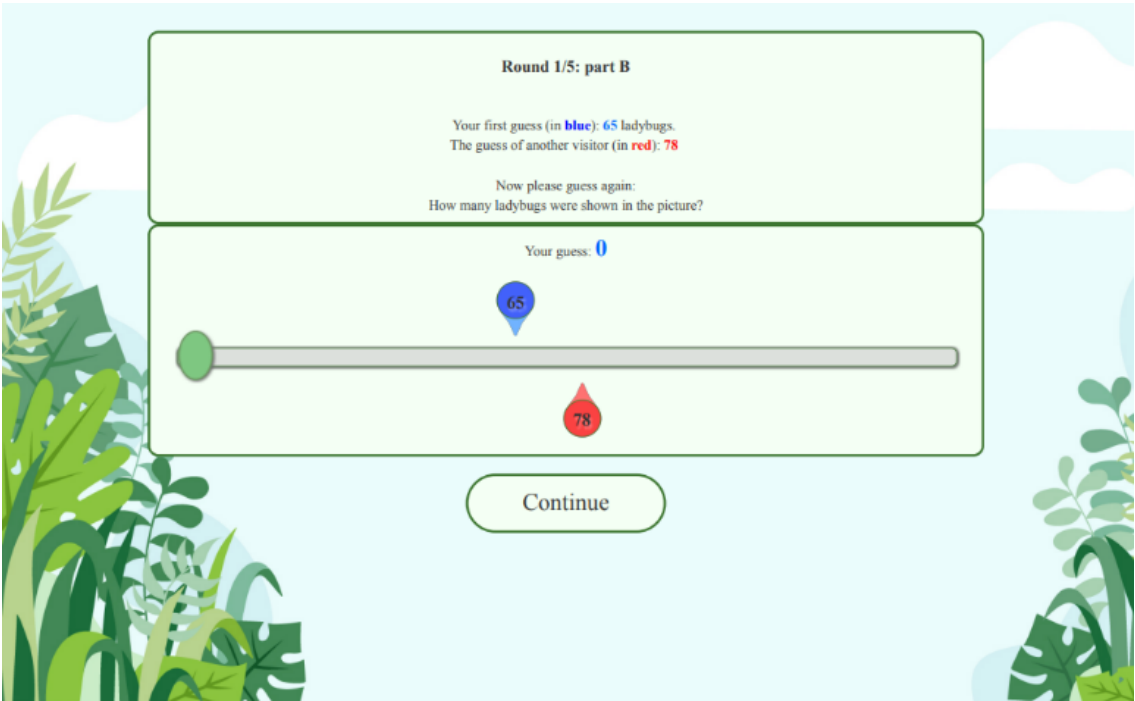 Round 1/5: part B
Your first guess (in blue): 65 ladybugs.
The guess of another visitor (in red): 78
Now please guess again:
How many ladybugs were shown in the picture?
Your guess: 0
65
78
Continue